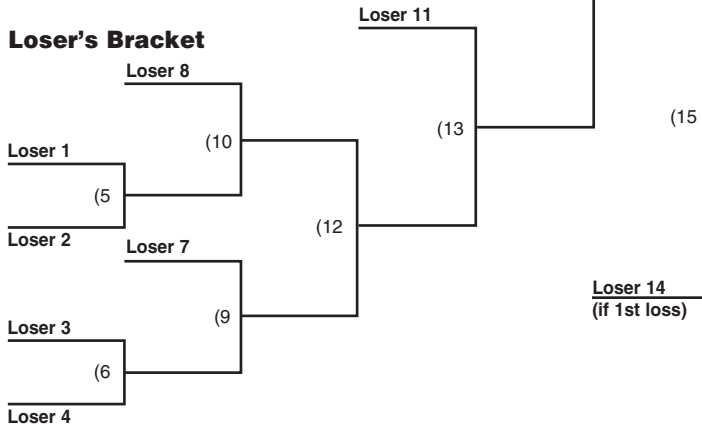 Loser 11
Loser's Bracket
Loser 8
(10
(13
(15
Loser 1
(5
Loser 2
(12
Loser 7
Loser 14
(if 1st loss)
(9
Loser 3
(6
Loser 4